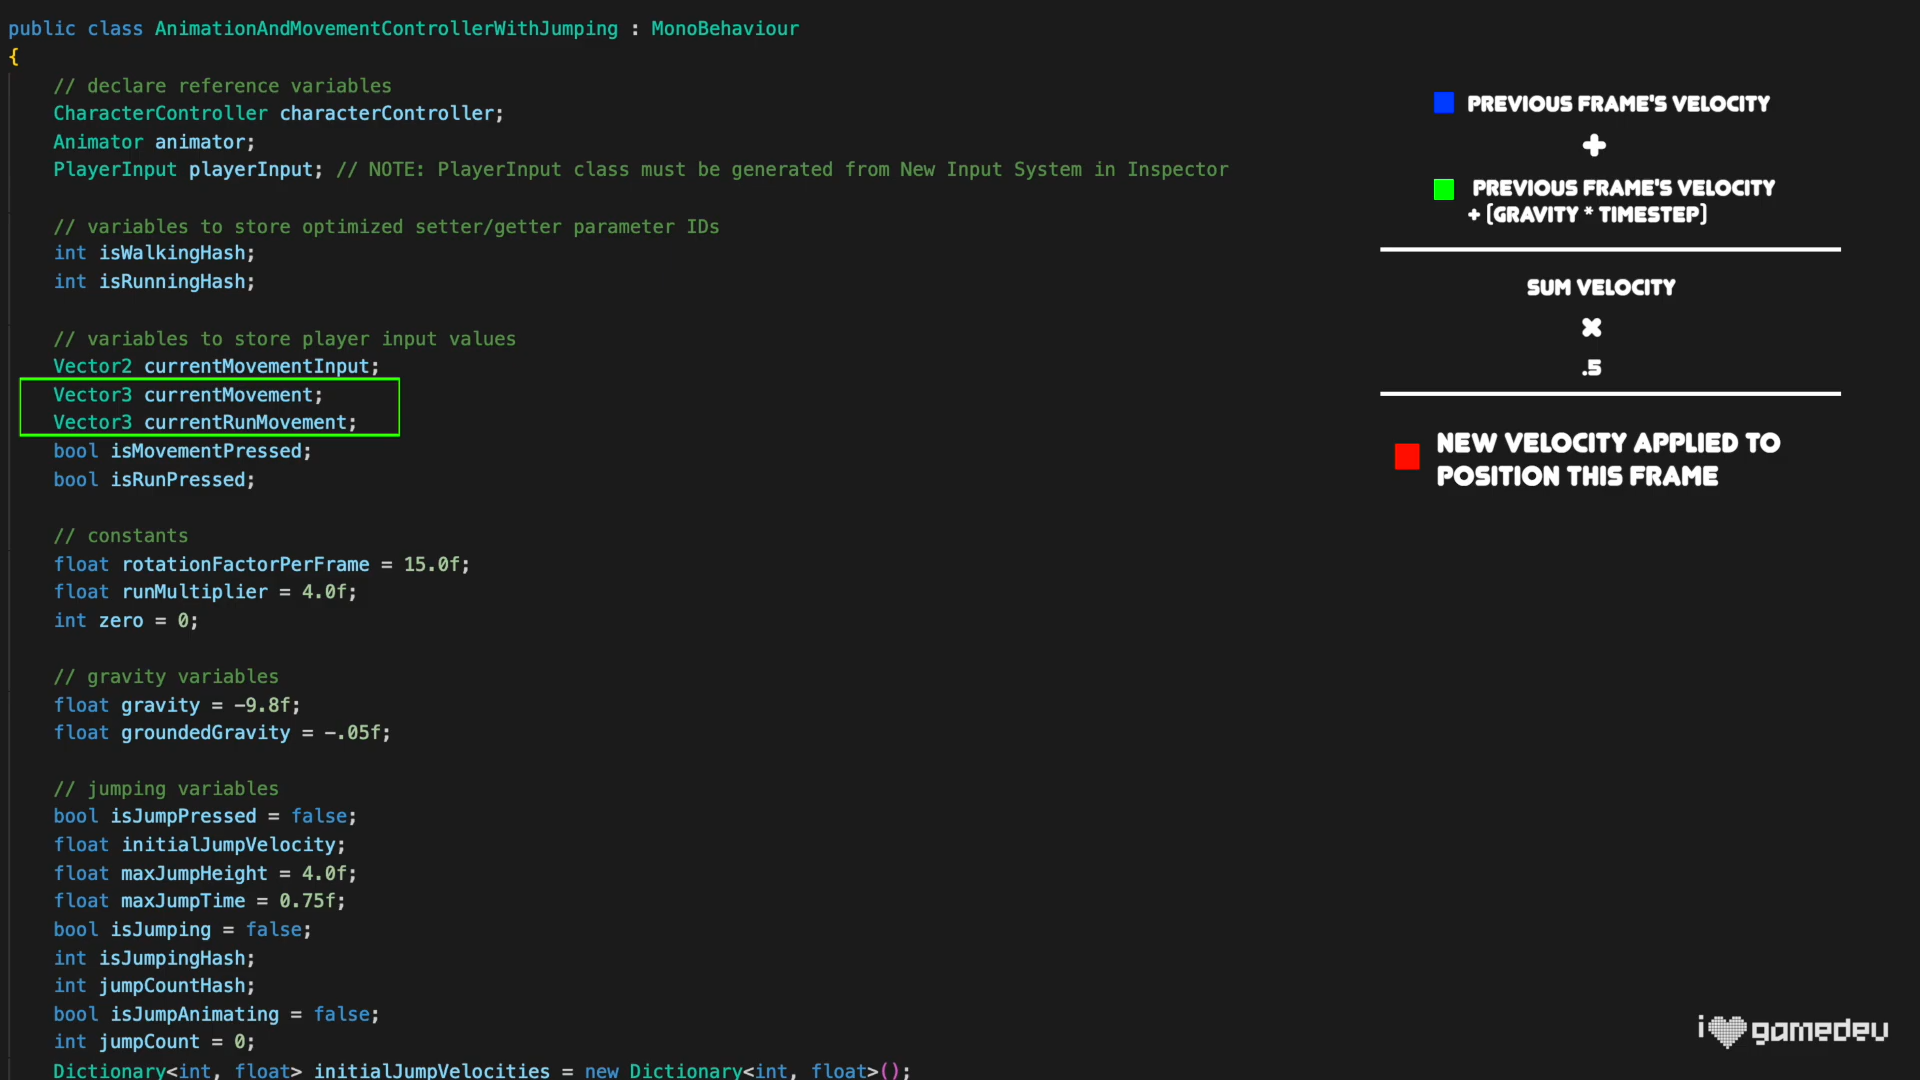 public class AnimationAndMovementControllerWithJumping : MonoBehaviour
{
// declare reference variables
CharacterController characterController;
Animator animator;
PlayerInput playerInput; // NOTE: PlayerInput class must be generated from New Input System in Inspector
// variables to store optimized setter/getter parameter IDs
int isWalkingHash;
int isRunningHash;
// variables to store player input values
Vector2 currentMovementInput;
Vector3 currentMovement;
Vector3 currentRunMovement;
bool isMovementPressed;
bool isRunPressed;
// constants
float rotationFactorPerFrame = 15.0f;
float runMultiplier = 4.0f;
int zero = 0;
// gravity variables
float gravity = -9.8f;
float groundedGravity = -.05f;
// jumping variables
bool isJumpPressed = false;
float initialJumpVelocity;
float maxJumpHeight = 4.0f;
float maxJumpTime = 0.75f;
bool isJumping = false;
int isJumpingHash;
int jumpCountHash;
bool isJumpAnimating = false;
int jumpCount = 0;
Dictionary<int, float> initialJumpVelocities = new Dictionary<int, float>();
PREVIOUS FRAME'S VELOCITY
+
PREVIOUS FRAME'S VELOCITY
+ (GRAVITY * TIMESTEP)
SUM VELOCITY
×
.5
NEW VELOCITY APPLIED TO
POSITION THIS FRAME
i gamedev